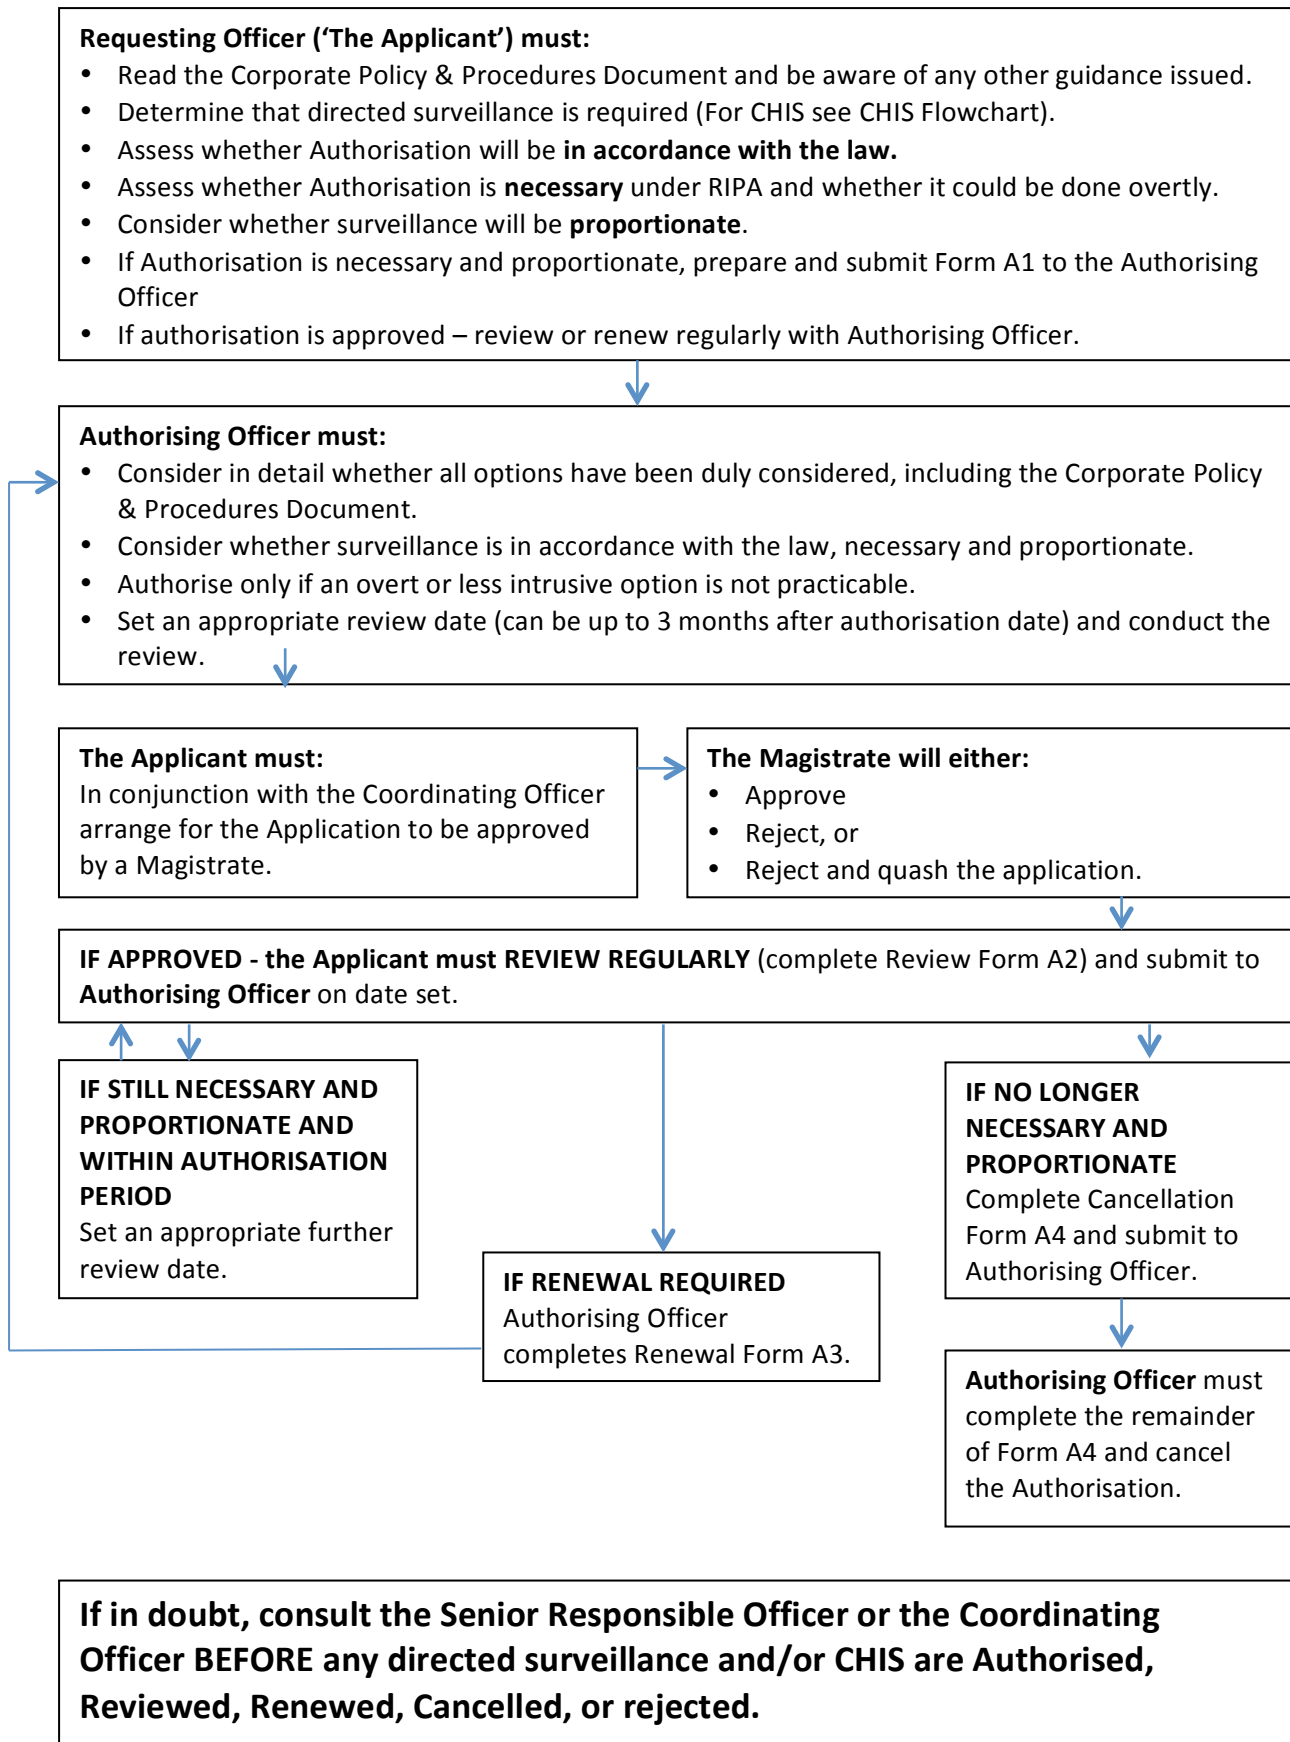 Requesting Officer (‘The Applicant’) must:
• Read the Corporate Policy & Procedures Document and be aware of any other guidance issued.
• Determine that directed surveillance is required (For CHIS see CHIS Flowchart).
• Assess whether Authorisation will be in accordance with the law.
• Assess whether Authorisation is necessary under RIPA and whether it could be done overtly.
• Consider whether surveillance will be proportionate.
• If Authorisation is necessary and proportionate, prepare and submit Form A1 to the Authorising
Officer
• If authorisation is approved – review or renew regularly with Authorising Officer.
Authorising Officer must:
• Consider in detail whether all options have been duly considered, including the Corporate Policy
& Procedures Document.
• Consider whether surveillance is in accordance with the law, necessary and proportionate.
• Authorise only if an overt or less intrusive option is not practicable.
• Set an appropriate review date (can be up to 3 months after authorisation date) and conduct the
review.
The Applicant must:
In conjunction with the Coordinating Officer
arrange for the Application to be approved
by a Magistrate.
The Magistrate will either:
• Approve
• Reject, or
• Reject and quash the application.
IF APPROVED - the Applicant must REVIEW REGULARLY (complete Review Form A2) and submit to
Authorising Officer on date set.
IF STILL NECESSARY AND
PROPORTIONATE AND
WITHIN AUTHORISATION
PERIOD
Set an appropriate further
review date.
IF RENEWAL REQUIRED
Authorising Officer
completes Renewal Form A3.
IF NO LONGER
NECESSARY AND
PROPORTIONATE
Complete Cancellation
Form A4 and submit to
Authorising Officer.
Authorising Officer must
complete the remainder
of Form A4 and cancel
the Authorisation.
If in doubt, consult the Senior Responsible Officer or the Coordinating
Officer BEFORE any directed surveillance and/or CHIS are Authorised,
Reviewed, Renewed, Cancelled, or rejected.